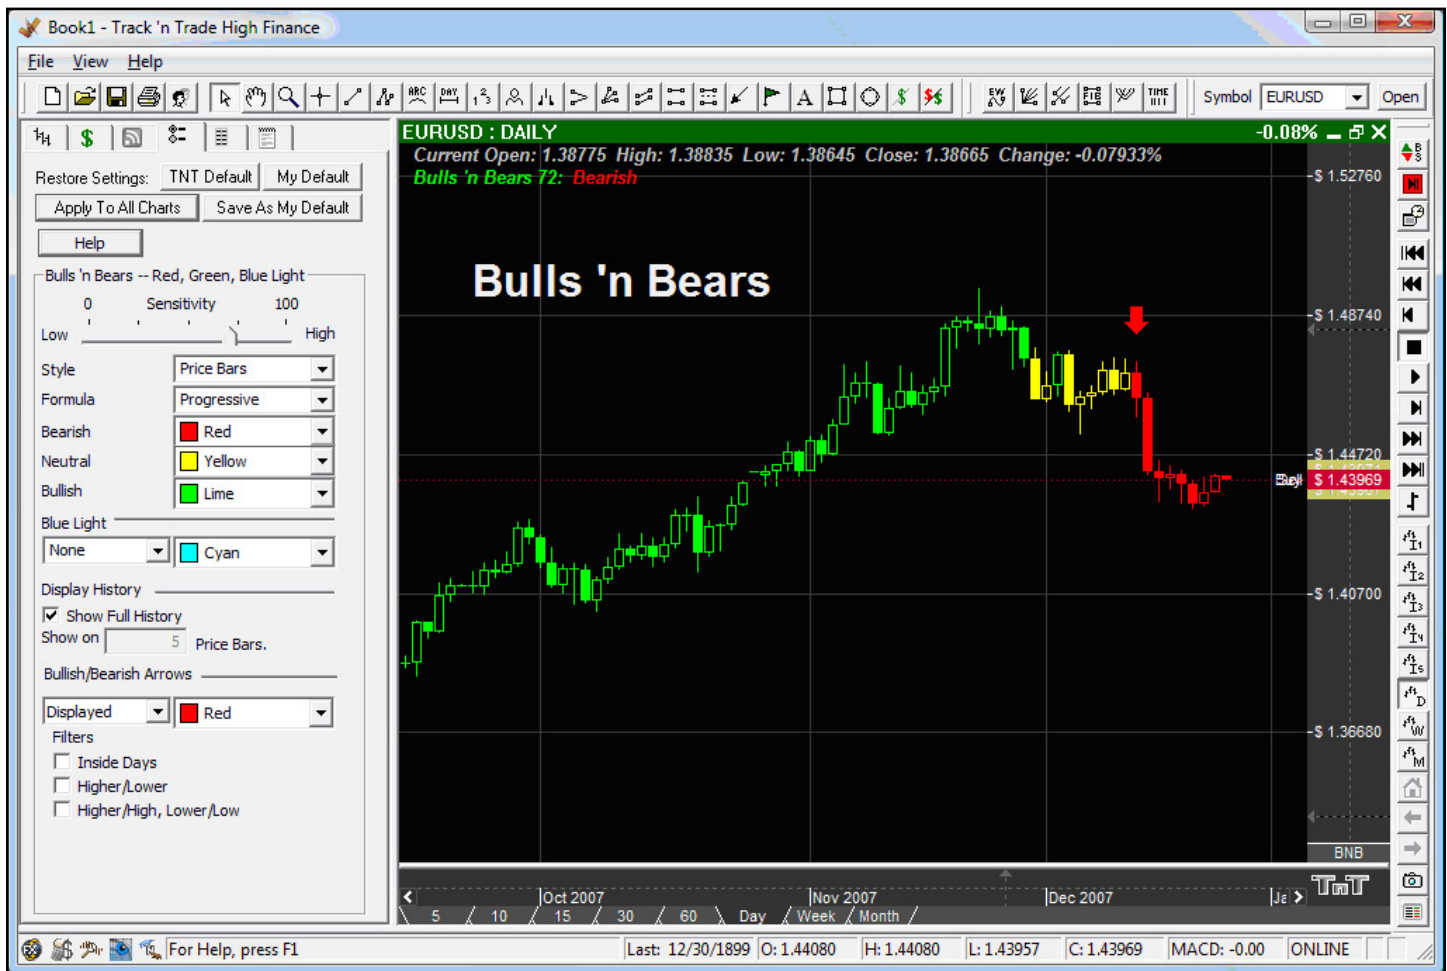 Book1 - Track 'n Trade High Finance
File View Help
Symbol EURUSD Open
Restore Settings: TNT Default My Default
Apply To All Charts Save As My Default
Help
Bulls 'n Bears -- Red, Green, Blue Light
0 Sensitivity 100
Low High
Style Price Bars
Formula Progressive
Bearish Red
Neutral Yellow
Bullish Lime
Blue Light
None Cyan
Display History
Show Full History
Show on 5 Price Bars.
Bullish/Bearish Arrows
Displayed Red
Filters
Inside Days
Higher/Lower
Higher/High, Lower/Low
EURUSD : DAILY -0.08%
Current Open: 1.38775 High: 1.38835 Low: 1.38645 Close: 1.38665 Change: -0.07933%
Bulls 'n Bears 72: Bearish
Bulls 'n Bears
$ 1.52760
$ 1.48740
$ 1.44720
$ 1.43969
$ 1.40700
$ 1.36680
BNB
Oct 2007 Nov 2007 Dec 2007
TnT
5 10 15 30 60 Day Week Month
For Help, press F1
Last: 12/30/1899 O: 1.44080 H: 1.44080 L: 1.43957 C: 1.43969 MACD: -0.00 ONLINE